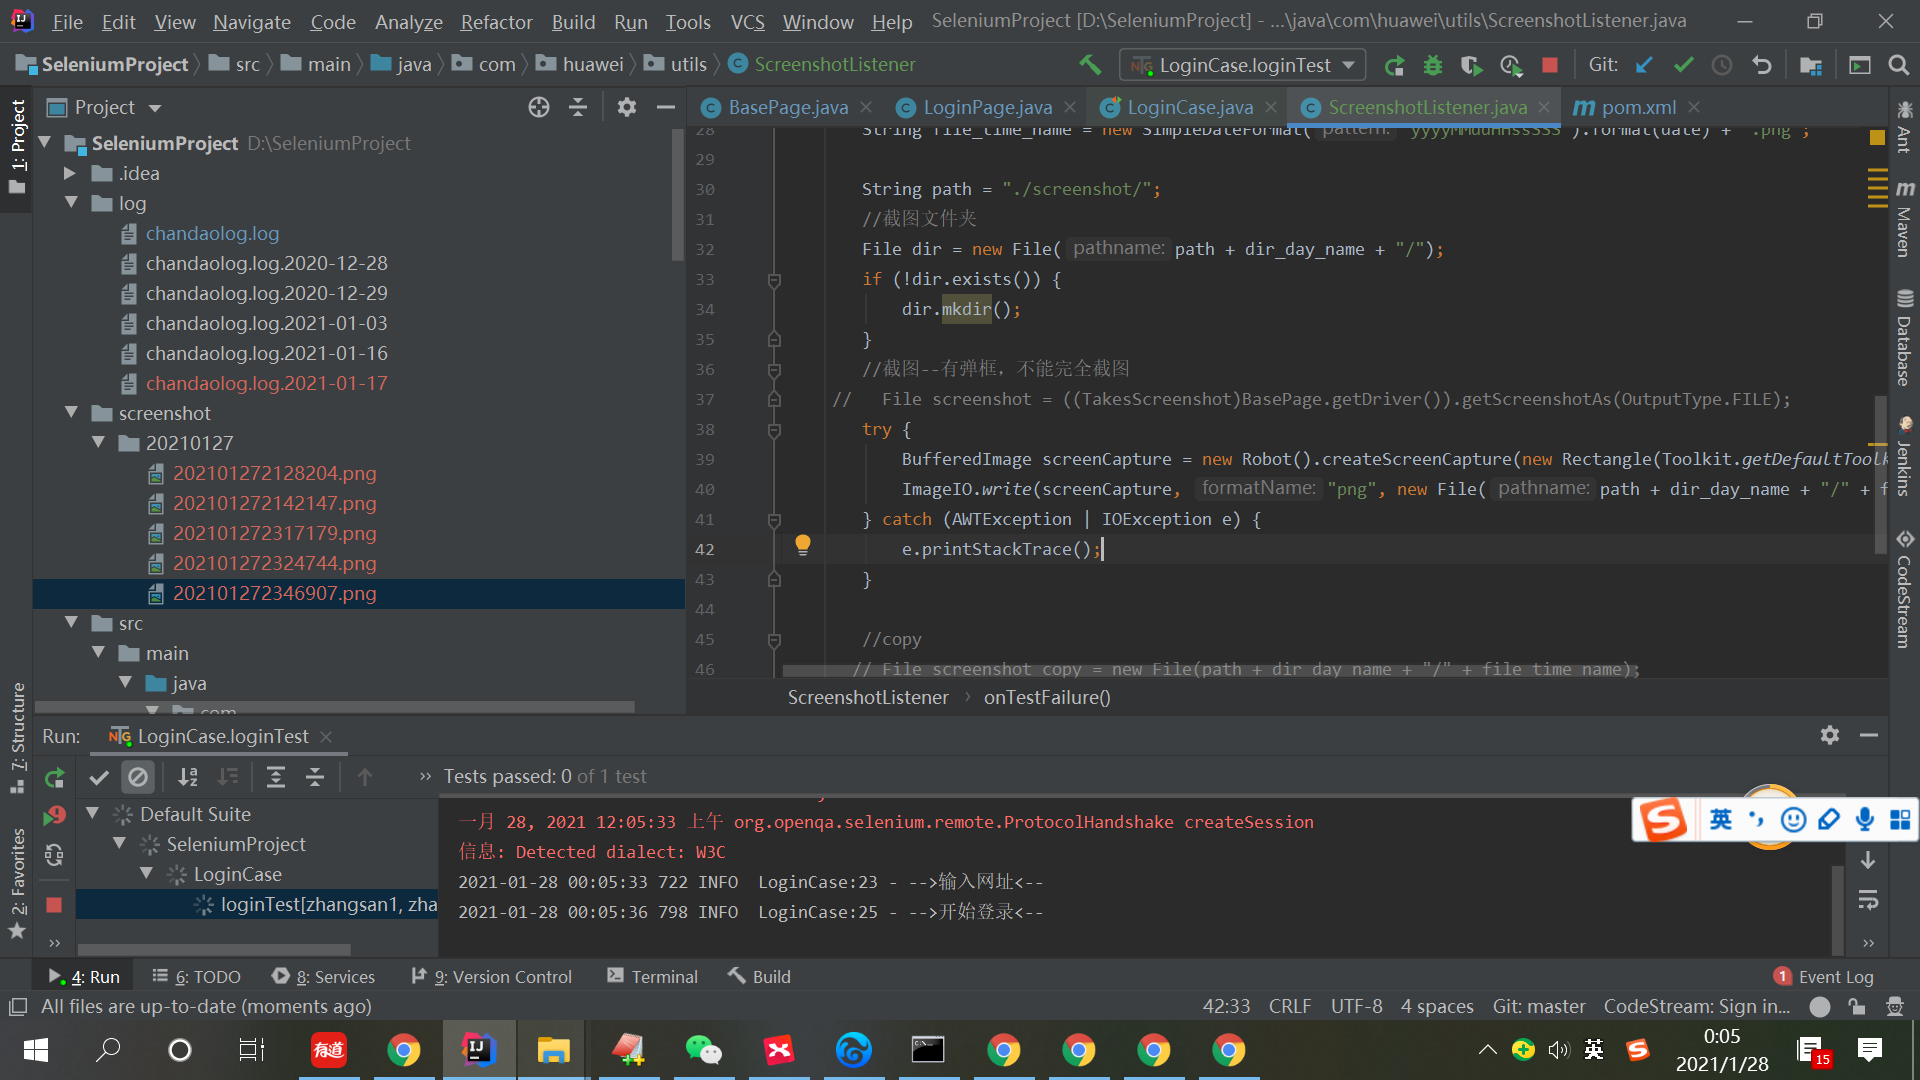 File Edit View Navigate Code Analyze Refactor Build Run Tools VCS Window Help SeleniumProject [D:\SeleniumProject] - ...\java\com\huawei\utils\ScreenshotListener.java
SeleniumProject src main java com huawei utils ScreenshotListener LoginCase.loginTest Git:
1: Project
7: Structure
2: Favorites
Project
SeleniumProject D:\SeleniumProject
.idea
log
chandaolog.log
chandaolog.log.2020-12-28
chandaolog.log.2020-12-29
chandaolog.log.2021-01-03
chandaolog.log.2021-01-16
chandaolog.log.2021-01-17
screenshot
20210127
202101272128204.png
202101272142147.png
202101272317179.png
202101272324744.png
202101272346907.png
src
main
java
com
BasePage.java LoginPage.java LoginCase.java ScreenshotListener.java pom.xml
28 String file_time_name = new SimpleDateFormat( pattern: "yyyyMMddHHssSSS").format(date) + ".png";
29
30 String path = "./screenshot/";
31 //截图文件夹
32 File dir = new File( pathname: path + dir_day_name + "/");
33 if (!dir.exists()) {
34 dir.mkdir();
35 }
36 //截图--有弹框，不能完全截图
37 // File screenshot = ((TakesScreenshot)BasePage.getDriver()).getScreenshotAs(OutputType.FILE);
38 try {
39 BufferedImage screenCapture = new Robot().createScreenCapture(new Rectangle(Toolkit.getDefaultToolk
40 ImageIO.write(screenCapture, formatName: "png", new File( pathname: path + dir_day_name + "/" + f
41 } catch (AWTException | IOException e) {
42 e.printStackTrace();
43 }
44
45 //copy
46 // File screenshot_copy = new File(path + dir_day_name + "/" + file_time_name);
ScreenshotListener › onTestFailure()
Ant
Maven
Database
Jenkins
CodeStream
Run: LoginCase.loginTest
Tests passed: 0 of 1 test
Default Suite
SeleniumProject
LoginCase
loginTest[zhangsan1, zha
一月 28, 2021 12:05:33 上午 org.openqa.selenium.remote.ProtocolHandshake createSession
信息: Detected dialect: W3C
2021-01-28 00:05:33 722 INFO LoginCase:23 - -->输入网址<--
2021-01-28 00:05:36 798 INFO LoginCase:25 - -->开始登录<--
英
4: Run 6: TODO 8: Services 9: Version Control Terminal Build 1 Event Log
All files are up-to-date (moments ago) 42:33 CRLF UTF-8 4 spaces Git: master CodeStream: Sign in...
有道 英 0:05 15
2021/1/28